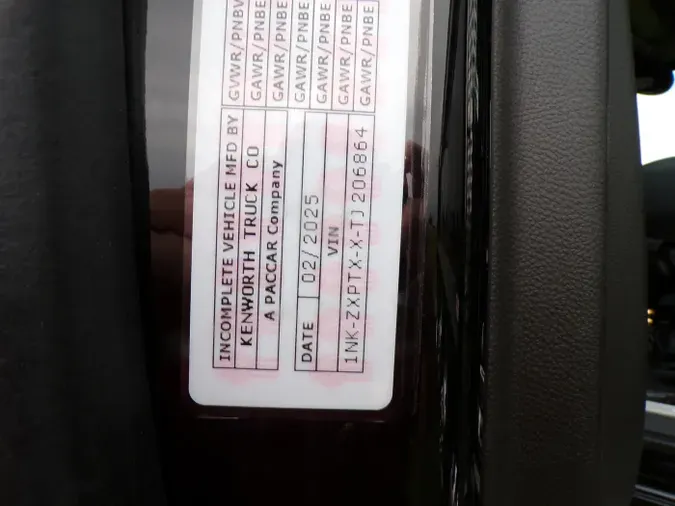 INCOMPLETE VEHICLE MFD BY
KENWORTH TRUCK CO
A PACCAR Company
DATE 02/2025
VIN
1NK-ZXPTX-X-TJ206864
GVWR/PNBV
GAWR/PNBE
GAWR/PNBE
GAWR/PNBE
GAWR/PNBE
GAWR/PNBE
GAWR/PNBE